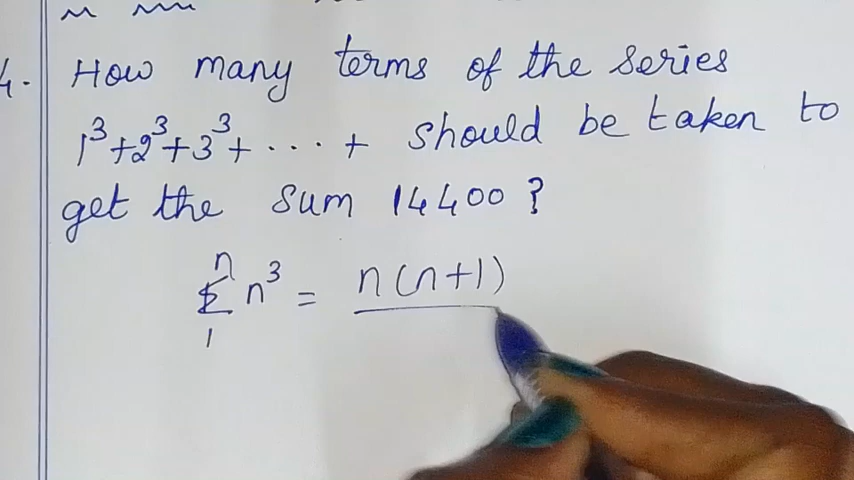 4. How many terms of the series
1³+2³+3³+ . . . + should be taken to
get the sum 14400 ?
n
Σ n³ = n(n+1)
1